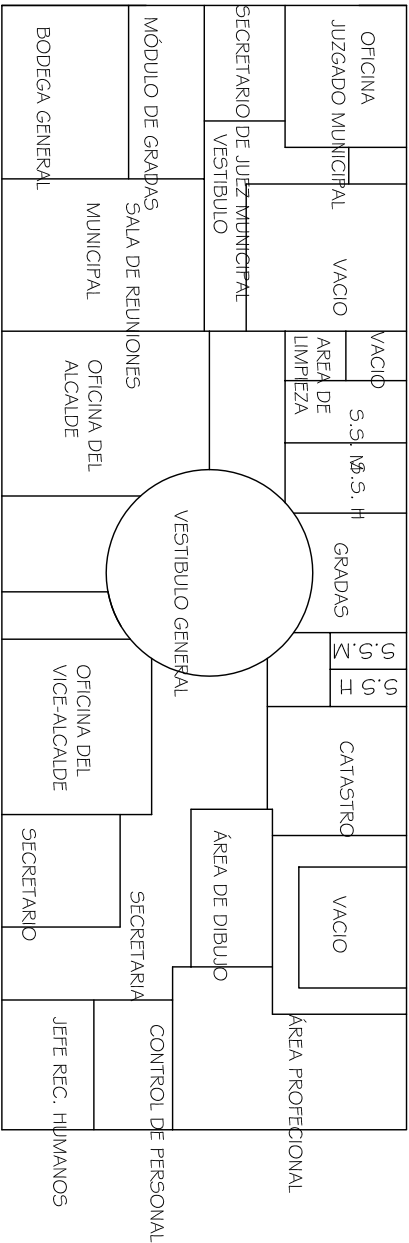 OFICINA
JUZGADO MUNICIPAL
SECRETARIO DE JUEZ MUNICIPAL
VESTIBULO
MÓDULO DE GRADAS
BODEGA GENERAL
VACIO
SALA DE REUNIONES
MUNICIPAL
VACIO
AREA DE
LIMPIEZA
S.S. M
S.S. H
OFICINA DEL
ALCALDE
GRADAS
VESTIBULO GENERAL
S.S.M
S.S H
OFICINA DEL
VICE-ALCALDE
CATASTRO
ÁREA DE DIBUJO
SECRETARIO
VACIO
SECRETARIA
ÁREA PROFECIONAL
CONTROL DE PERSONAL
JEFE REC. HUMANOS